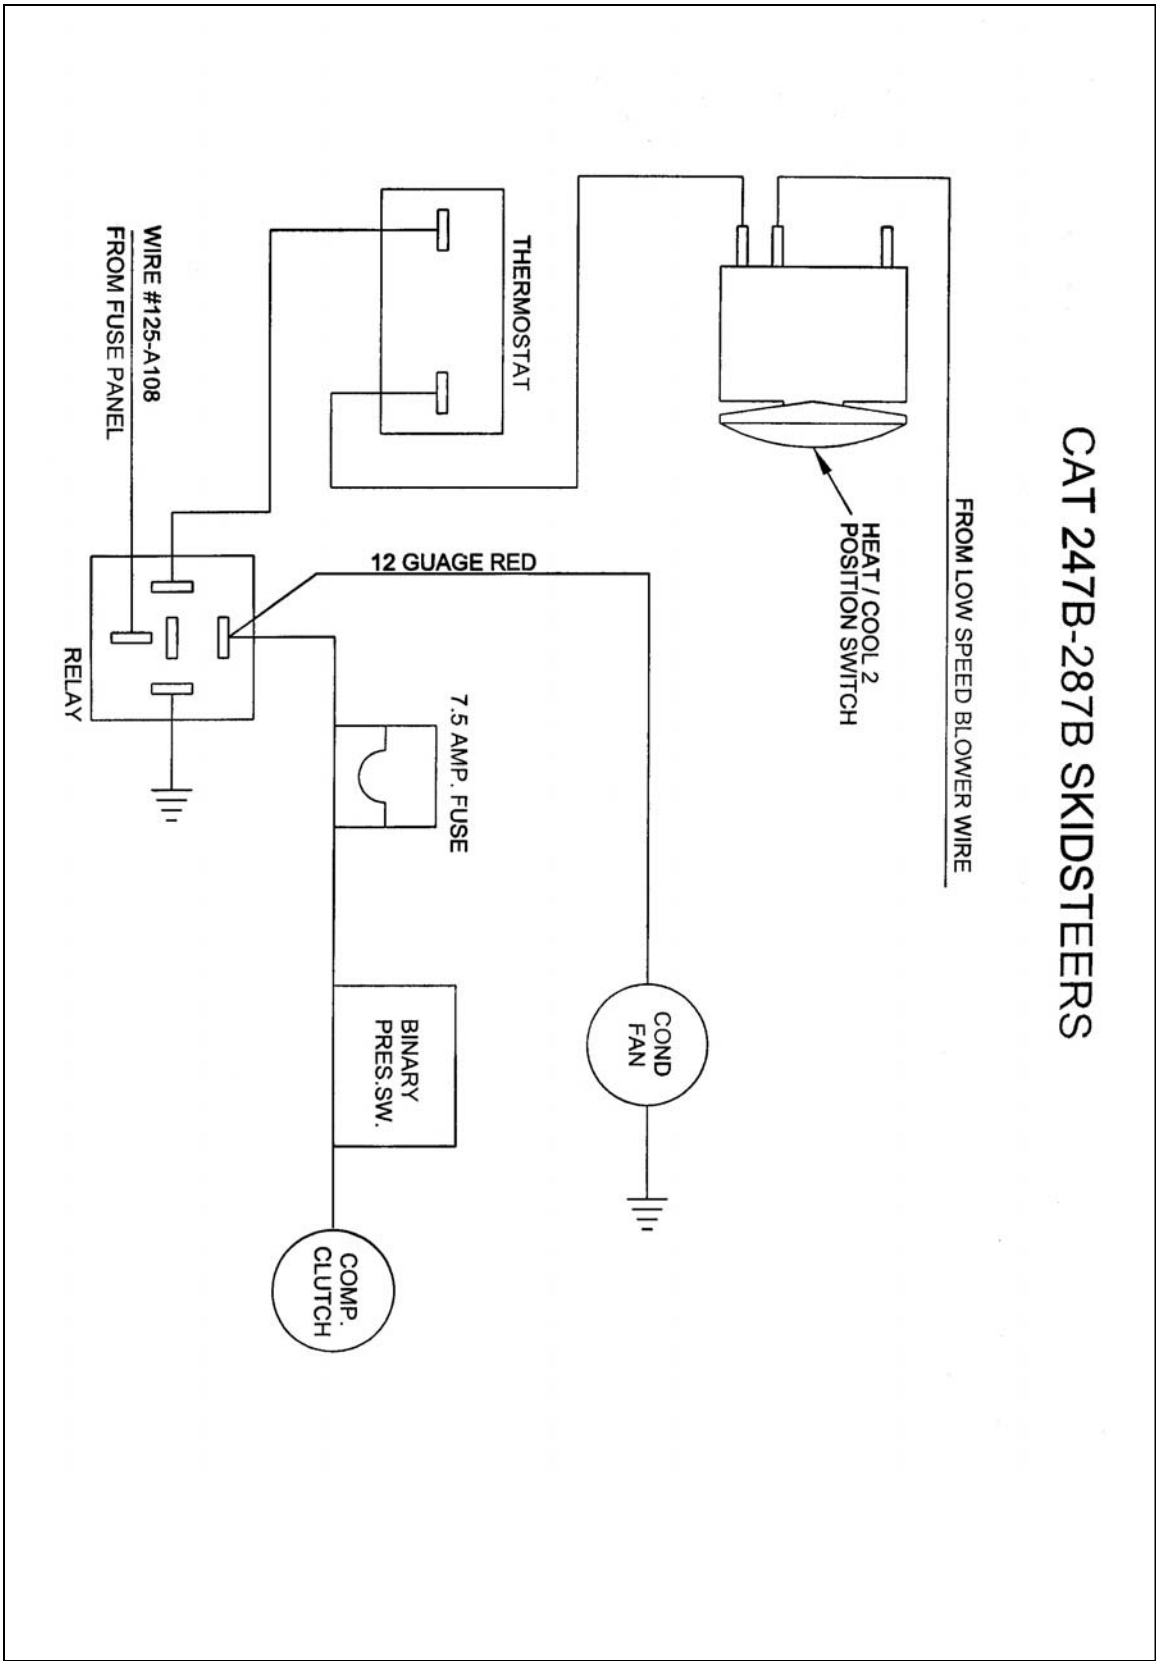 CAT 247B-287B SKIDSTEERS
FROM LOW SPEED BLOWER WIRE
HEAT / COOL 2
POSITION SWITCH
THERMOSTAT
12 GUAGE RED
COND
FAN
7.5 AMP. FUSE
BINARY
PRES.SW.
COMP.
CLUTCH
WIRE #125-A108
FROM FUSE PANEL
RELAY